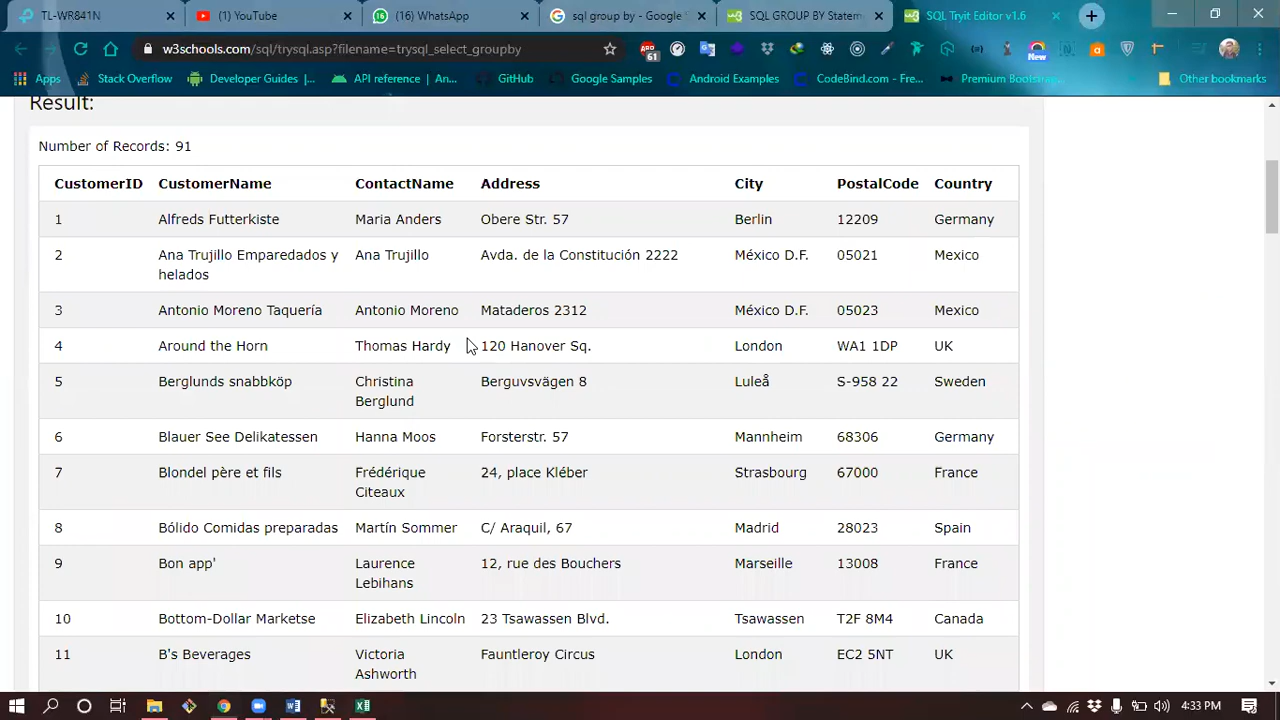 TL-WR841N (1) YouTube (16) WhatsApp sql group by - Google SQL GROUP BY Statem SQL Tryit Editor v1.6
w3schools.com/sql/trysql.asp?filename=trysql_select_groupby 61 New
Apps Stack Overflow Developer Guides |... API reference | An... GitHub Google Samples Android Examples CodeBind.com - Fre... Premium Bootstrap... Other bookmarks
Result:
Number of Records: 91
CustomerID CustomerName ContactName Address City PostalCode Country
1 Alfreds Futterkiste Maria Anders Obere Str. 57 Berlin 12209 Germany
2 Ana Trujillo Emparedados y Ana Trujillo Avda. de la Constitución 2222 México D.F. 05021 Mexico
helados
3 Antonio Moreno Taquería Antonio Moreno Mataderos 2312 México D.F. 05023 Mexico
4 Around the Horn Thomas Hardy 120 Hanover Sq. London WA1 1DP UK
5 Berglunds snabbköp Christina Berguvsvägen 8 Luleå S-958 22 Sweden
Berglund
6 Blauer See Delikatessen Hanna Moos Forsterstr. 57 Mannheim 68306 Germany
7 Blondel père et fils Frédérique 24, place Kléber Strasbourg 67000 France
Citeaux
8 Bólido Comidas preparadas Martín Sommer C/ Araquil, 67 Madrid 28023 Spain
9 Bon app' Laurence 12, rue des Bouchers Marseille 13008 France
Lebihans
10 Bottom-Dollar Marketse Elizabeth Lincoln 23 Tsawassen Blvd. Tsawassen T2F 8M4 Canada
11 B's Beverages Victoria Fauntleroy Circus London EC2 5NT UK
Ashworth
4:33 PM